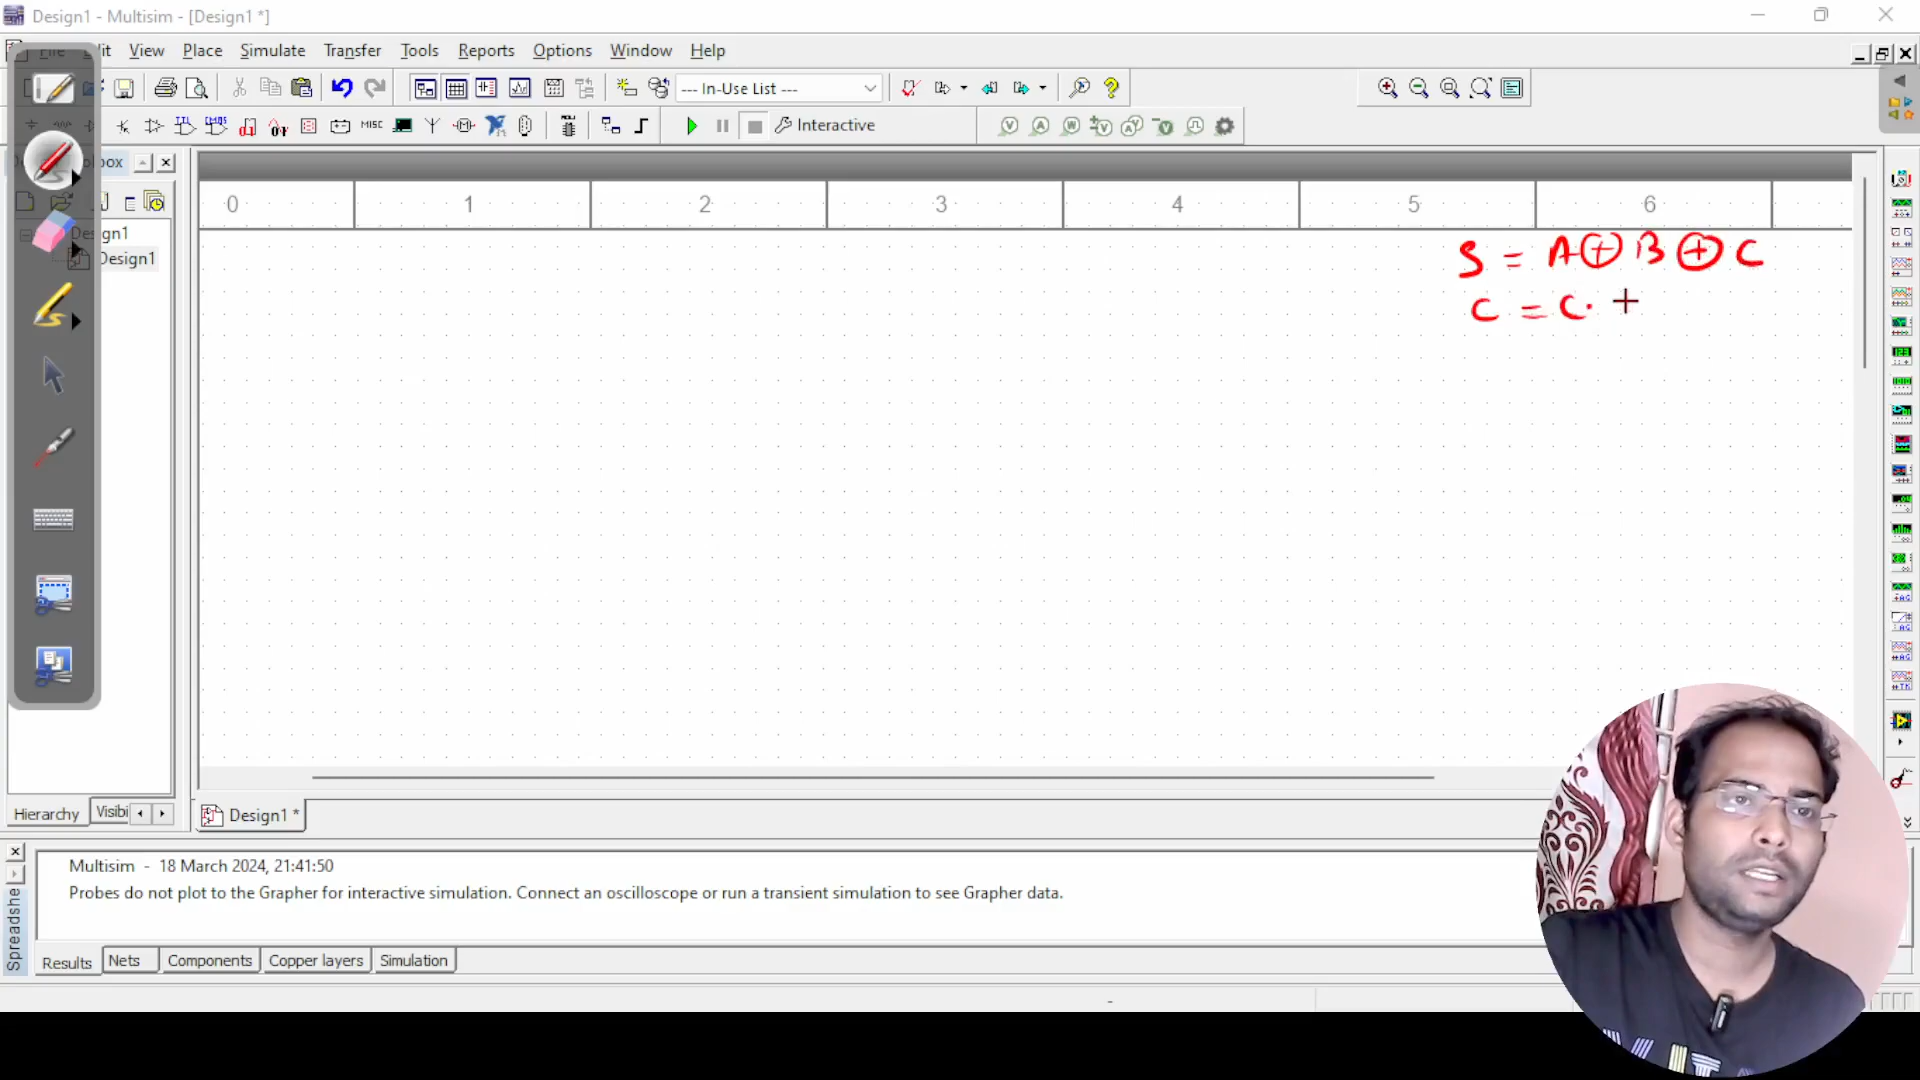 Design1 - Multisim - [Design1 *]
View Place Simulate Transfer Tools Reports Options Window Help
--- In-Use List ---
MISC
Interactive
Design1
Design1
0 1 2 3 4 5 6
S = A ⊕ B ⊕ C
C = C ·
Hierarchy Visibi
Design1 *
Multisim - 18 March 2024, 21:41:50
Probes do not plot to the Grapher for interactive simulation. Connect an oscilloscope or run a transient simulation to see Grapher data.
Spreadshe
Results Nets Components Copper layers Simulation